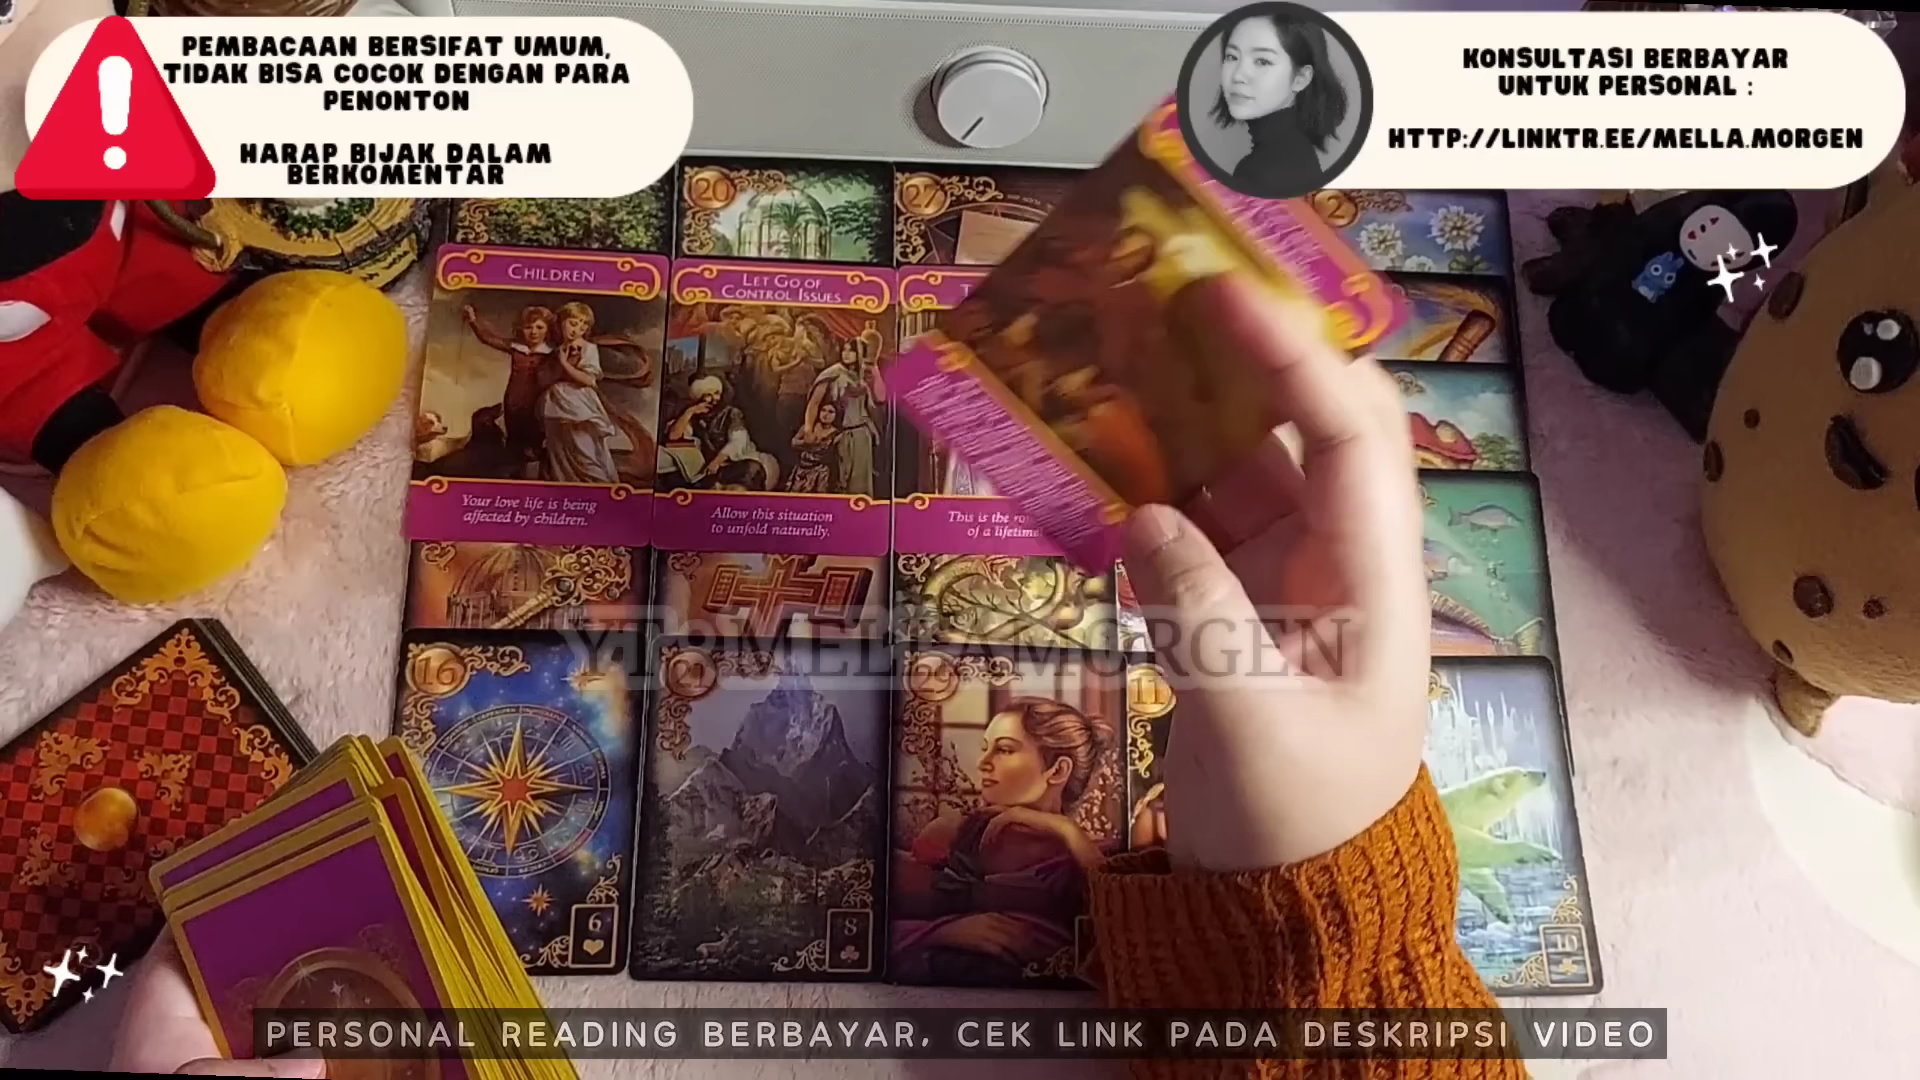 PEMBACAAN BERSIFAT UMUM,
TIDAK BISA COCOK DENGAN PARA
PENONTON
HARAP BIJAK DALAM
BERKOMENTAR
KONSULTASI BERBAYAR
UNTUK PERSONAL :
HTTP://LINKTR.EE/MELLA.MORGEN
20
27
2
CHILDREN
LET GO OF
CONTROL ISSUES
Your love life is being
affected by children.
Allow this situation
to unfold naturally.
This is the
of a lifetime
MELLAMORGEN
16
11
6
8
PERSONAL READING BERBAYAR, CEK LINK PADA DESKRIPSI VIDEO